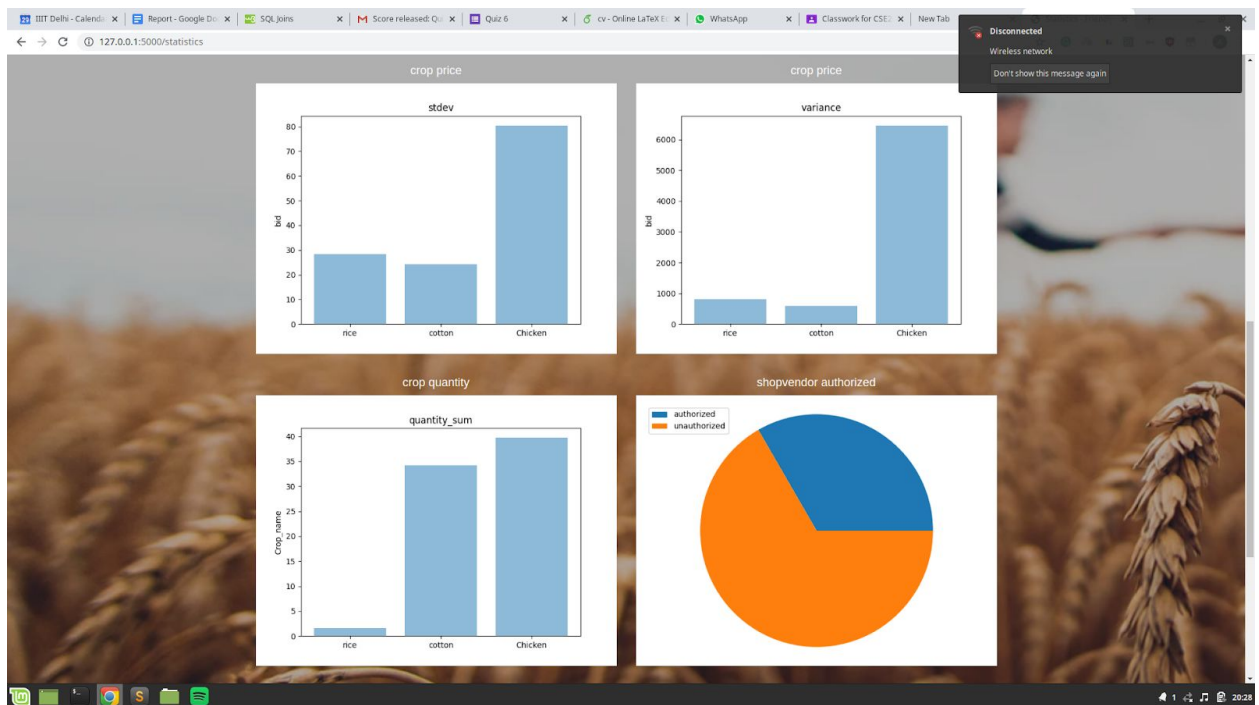 IIIT Delhi - Calenda
Report - Google Do
SQL Joins
Score released: Qu
Quiz 6
cv - Online LaTeX E
WhatsApp
Classwork for CSE
New Tab
127.0.0.1:5000/statistics
Disconnected
Wireless network
Don't show this message again
crop price
stdev
bid
80
70
60
50
40
30
20
10
0
rice cotton Chicken
crop price
variance
bid
6000
5000
4000
3000
2000
1000
0
rice cotton Chicken
crop quantity
quantity_sum
Crop_name
40
35
30
25
20
15
10
5
0
rice cotton Chicken
shopvendor authorized
authorized
unauthorized
1
20:28